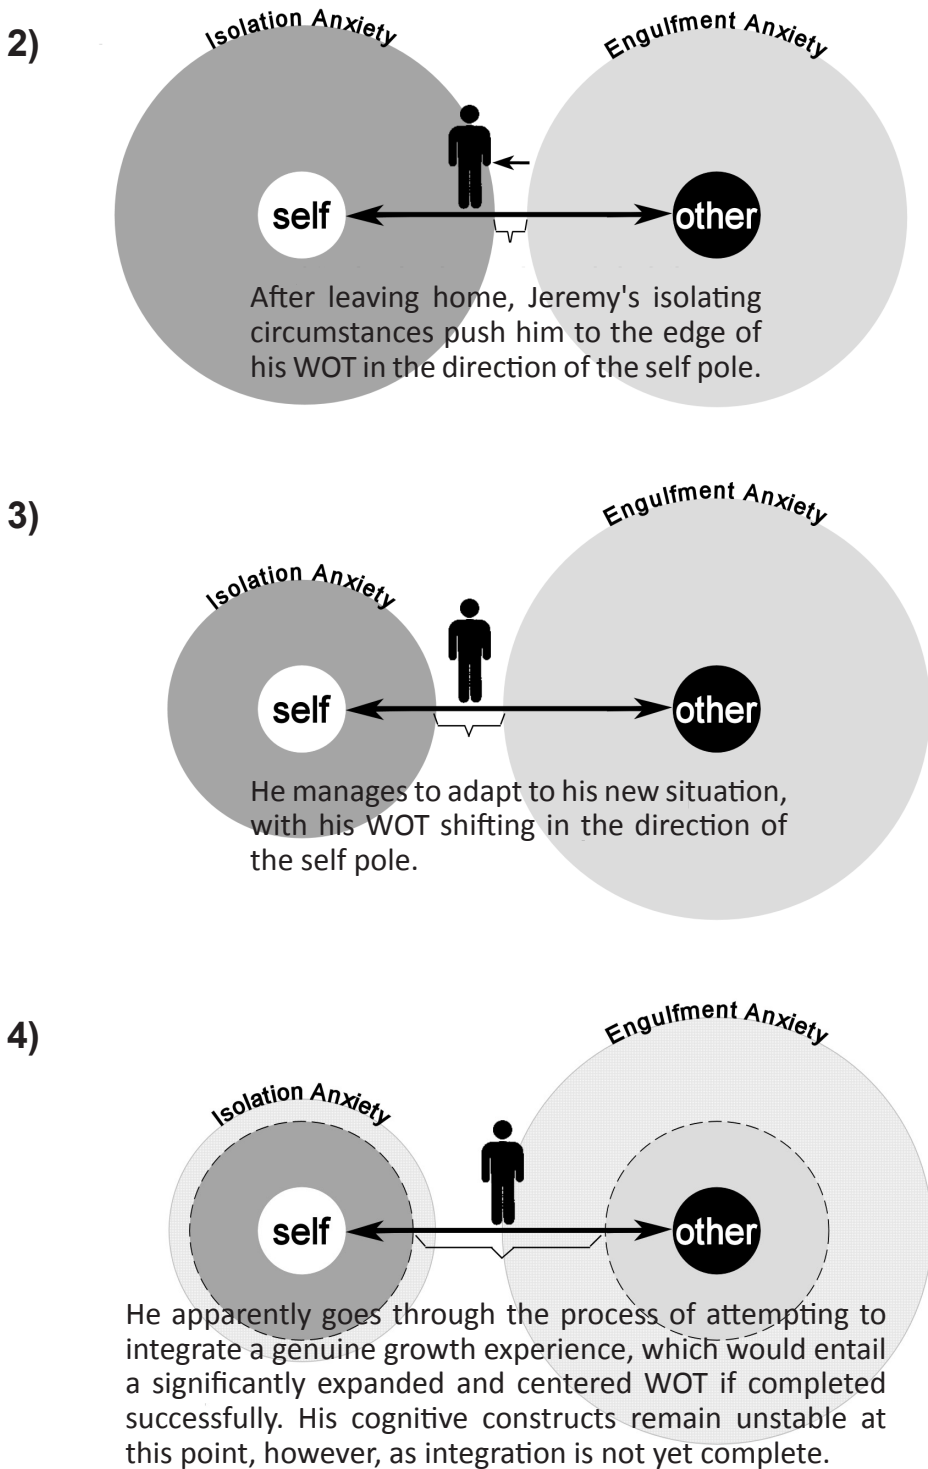 2)
Isolation Anxiety
Engulfment Anxiety
self
other
After leaving home, Jeremy's isolating
circumstances push him to the edge of
his WOT in the direction of the self pole.
3)
Engulfment Anxiety
Isolation Anxiety
self
other
He manages to adapt to his new situation,
with his WOT shifting in the direction of
the self pole.
4)
Engulfment Anxiety
Isolation Anxiety
self
other
He apparently goes through the process of attempting to
integrate a genuine growth experience, which would entail
a significantly expanded and centered WOT if completed
successfully. His cognitive constructs remain unstable at
this point, however, as integration is not yet complete.